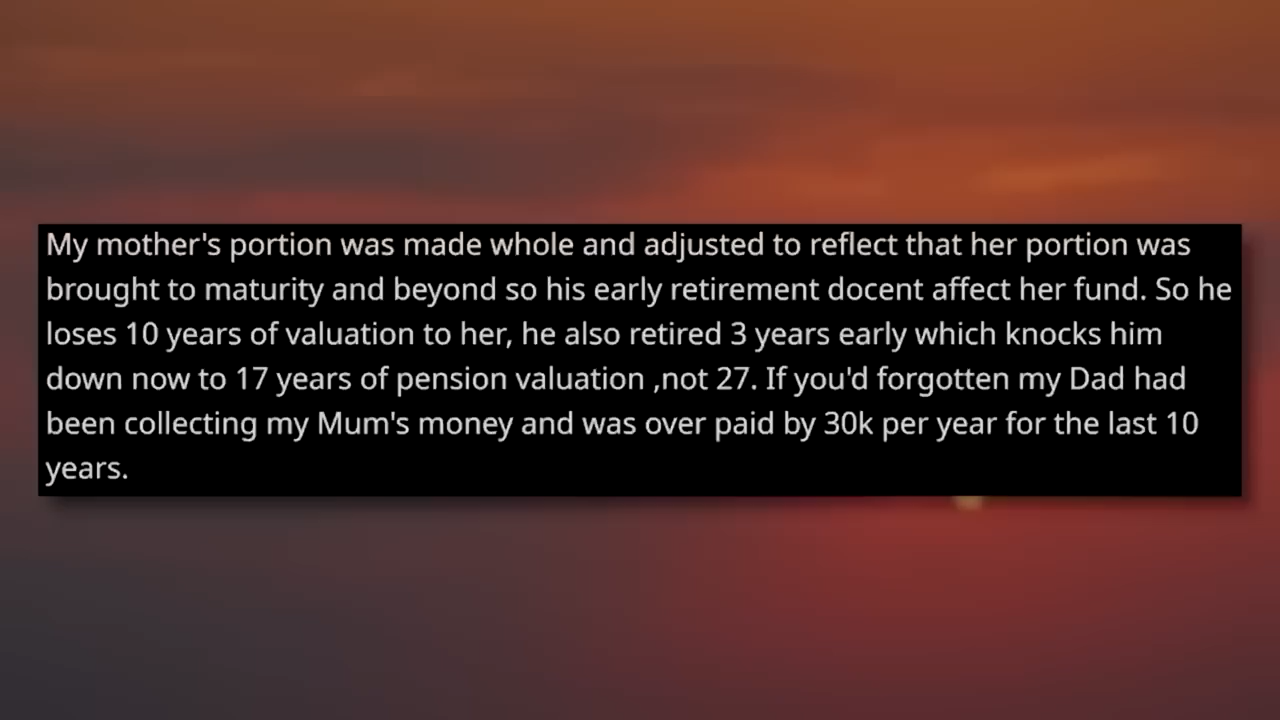 My mother's portion was made whole and adjusted to reflect that her portion was
brought to maturity and beyond so his early retirement docent affect her fund. So he
loses 10 years of valuation to her, he also retired 3 years early which knocks him
down now to 17 years of pension valuation ,not 27. If you'd forgotten my Dad had
been collecting my Mum's money and was over paid by 30k per year for the last 10
years.